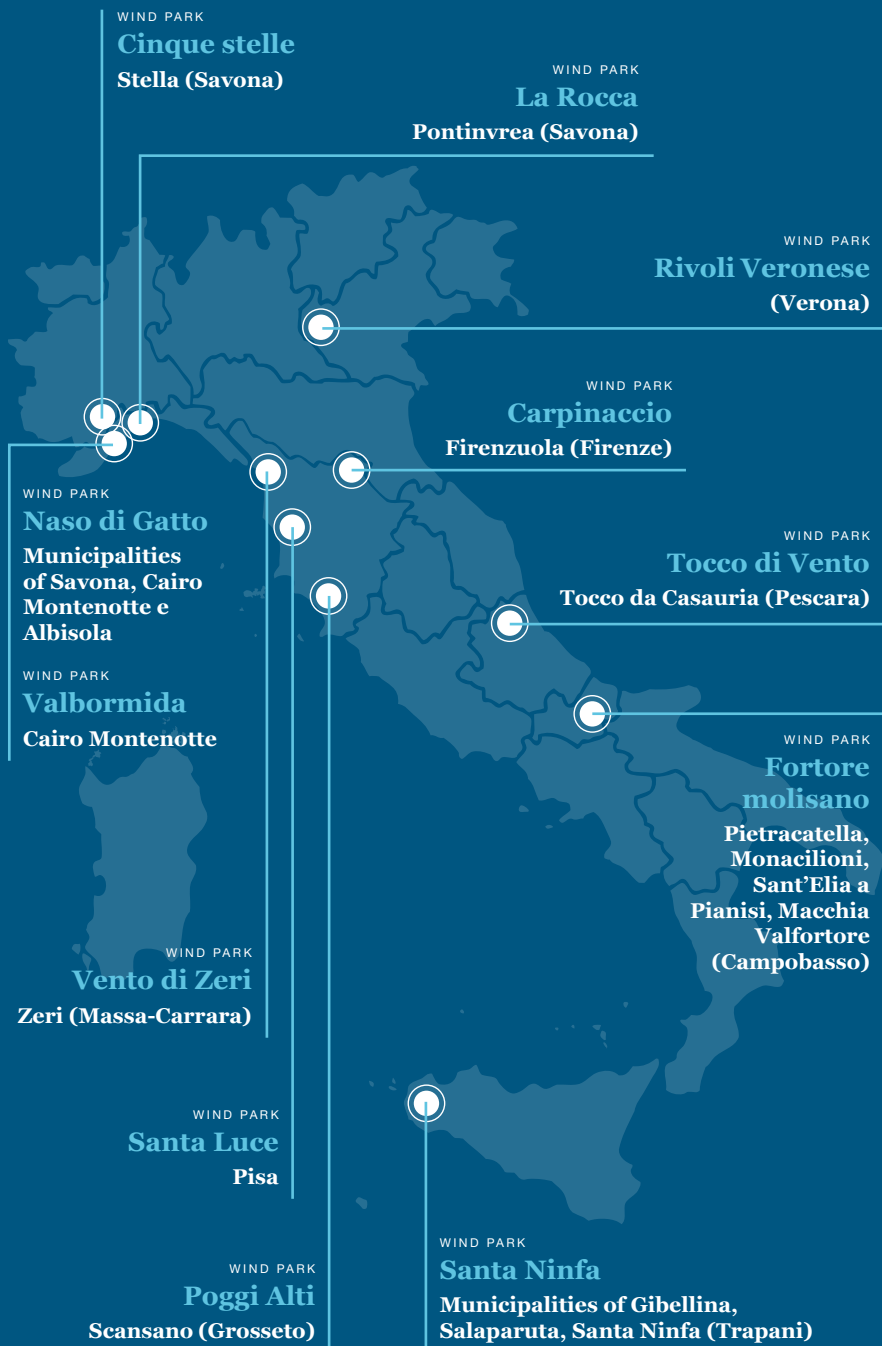 WIND PARK
Cinque stelle
Stella (Savona)
WIND PARK
La Rocca
Pontinvrea (Savona)
WIND PARK
Rivoli Veronese
(Verona)
WIND PARK
Carpinaccio
Firenzuola (Firenze)
WIND PARK
Naso di Gatto
Municipalities
of Savona, Cairo
Montenotte e
Albisola
WIND PARK
Valbormida
Cairo Montenotte
WIND PARK
Tocco di Vento
Tocco da Casauria (Pescara)
WIND PARK
Fortore
molisano
Pietracatella,
Monacilioni,
Sant’Elia a
Pianisi, Macchia
Valfortore
(Campobasso)
WIND PARK
Vento di Zeri
Zeri (Massa-Carrara)
WIND PARK
Santa Luce
Pisa
WIND PARK
Poggi Alti
Scansano (Grosseto)
WIND PARK
Santa Ninfa
Municipalities of Gibellina,
Salaparuta, Santa Ninfa (Trapani)